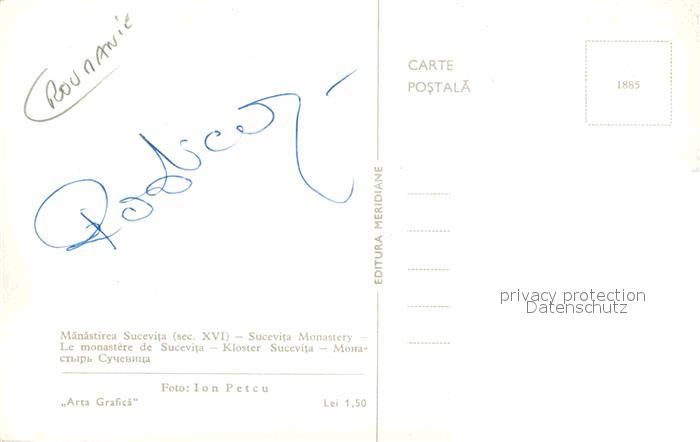 ROUMANIE
CARTE
POȘTALĂ
1885
EDITURA MERIDIANE
privacy protection
Datenschutz
Mănăstirea Sucevița (sec. XVI) — Sucevița Monastery —
Le monastère de Sucevița — Kloster Sucevița — Мона-
стырь Сучевица
Foto: Ion Petcu
„Arta Grafică” Lei 1,50